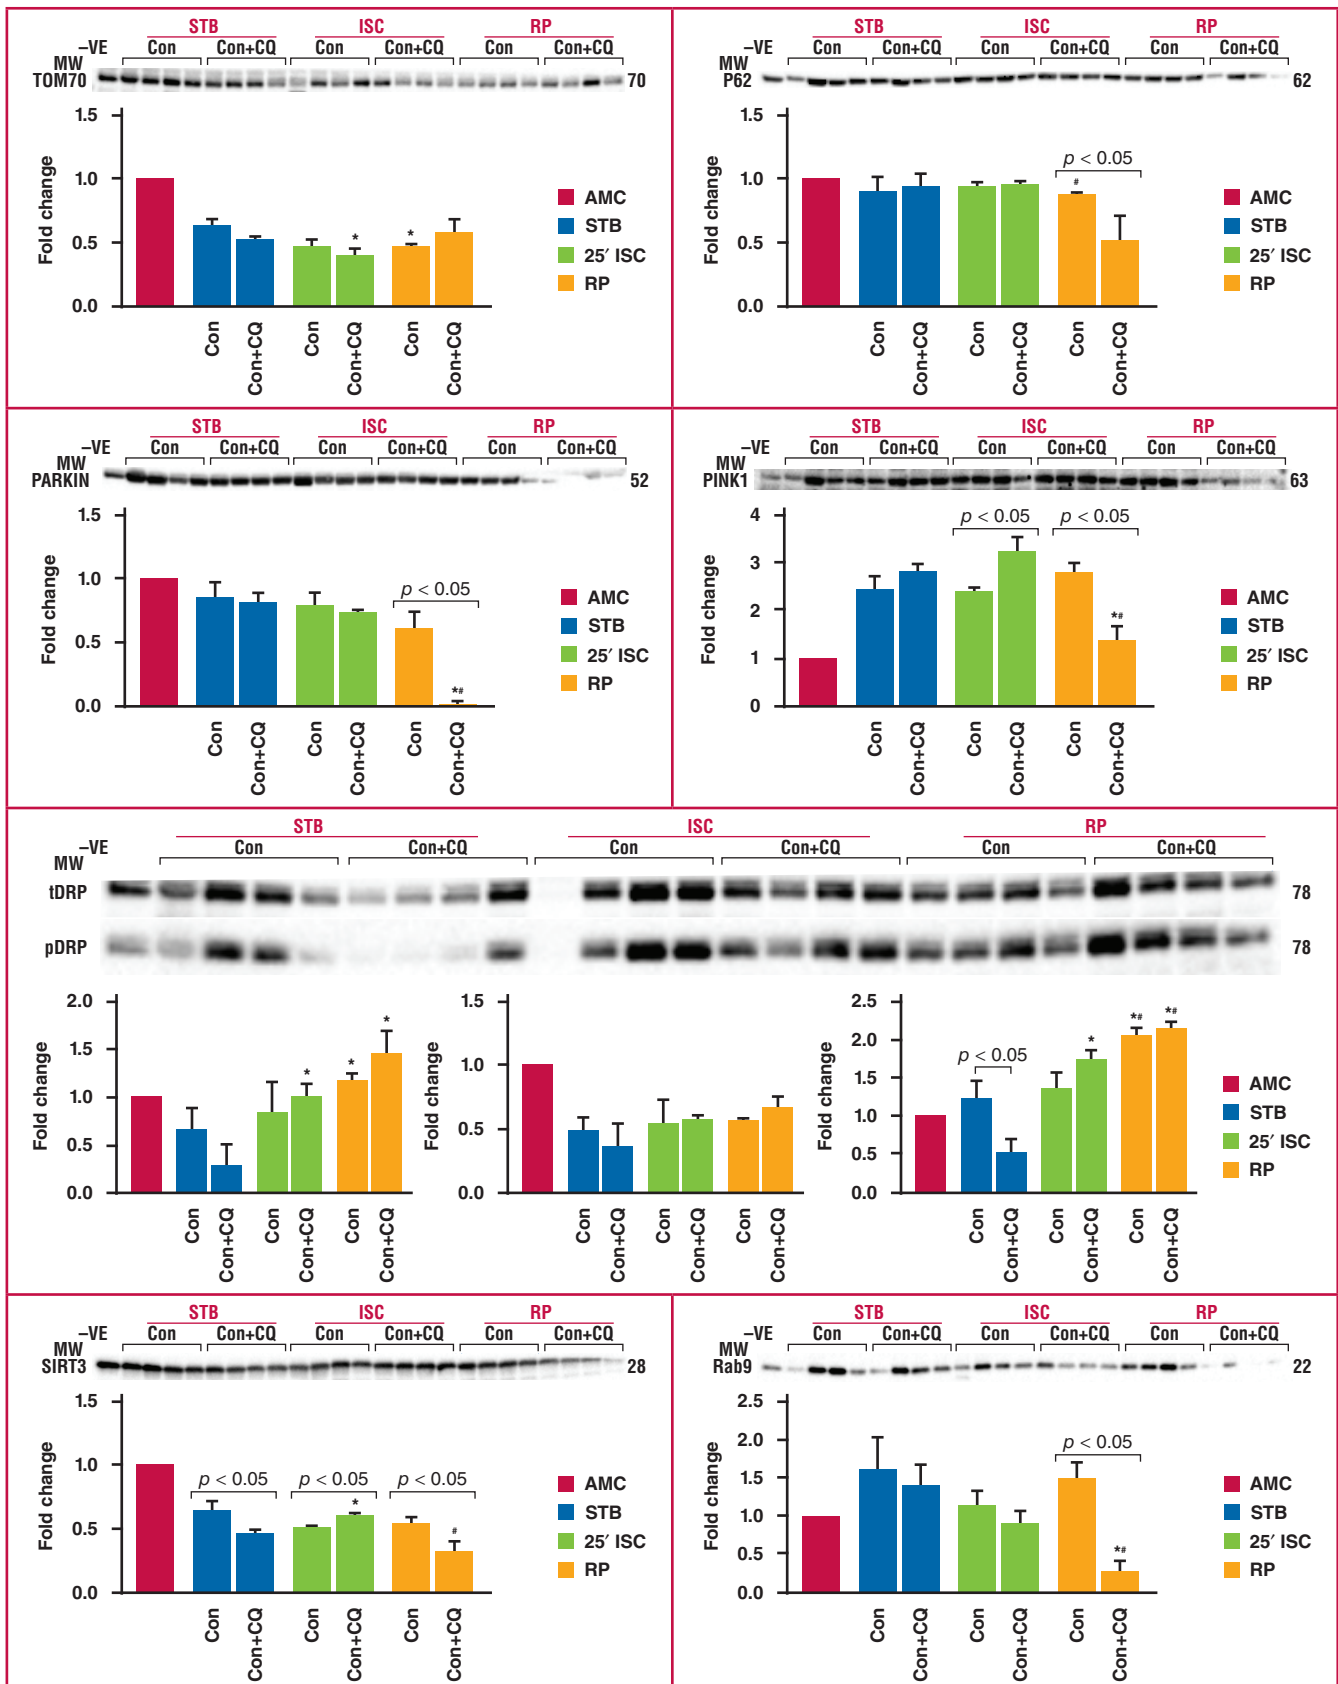 STB ISC RP
–VE Con Con+CQ Con Con+CQ Con Con+CQ
MW
TOM70 70
1.5
1.0
0.5
0.0
Fold change
* *
AMC
STB
25′ ISC
RP
Con Con+CQ Con Con+CQ Con Con+CQ
STB ISC RP
–VE Con Con+CQ Con Con+CQ Con Con+CQ
MW
P62 62
1.5
1.0
0.5
0.0
Fold change
p < 0.05
#
AMC
STB
25′ ISC
RP
Con Con+CQ Con Con+CQ Con Con+CQ
STB ISC RP
–VE Con Con+CQ Con Con+CQ Con Con+CQ
MW
PARKIN 52
1.5
1.0
0.5
0.0
Fold change
p < 0.05
*#
AMC
STB
25′ ISC
RP
Con Con+CQ Con Con+CQ Con Con+CQ
STB ISC RP
–VE Con Con+CQ Con Con+CQ Con Con+CQ
MW
PINK1 63
4
3
2
1
0
Fold change
p < 0.05 p < 0.05
*#
AMC
STB
25′ ISC
RP
Con Con+CQ Con Con+CQ Con Con+CQ
STB ISC RP
–VE Con Con+CQ Con Con+CQ Con Con+CQ
MW
tDRP 78
pDRP 78
2.0
1.5
1.0
0.5
0.0
Fold change
* * *
Con Con+CQ Con Con+CQ Con Con+CQ
1.5
1.0
0.5
0.0
Fold change
Con Con+CQ Con Con+CQ Con Con+CQ
2.5
2.0
1.5
1.0
0.5
0.0
Fold change
p < 0.05
* *# *#
AMC
STB
25′ ISC
RP
Con Con+CQ Con Con+CQ Con Con+CQ
STB ISC RP
–VE Con Con+CQ Con Con+CQ Con Con+CQ
MW
SIRT3 28
1.5
1.0
0.5
0.0
Fold change
p < 0.05 p < 0.05 p < 0.05
* #
AMC
STB
25′ ISC
RP
Con Con+CQ Con Con+CQ Con Con+CQ
STB ISC RP
–VE Con Con+CQ Con Con+CQ Con Con+CQ
MW
Rab9 22
2.5
2.0
1.5
1.0
0.5
0.0
Fold change
p < 0.05
*#
AMC
STB
25′ ISC
RP
Con Con+CQ Con Con+CQ Con Con+CQ